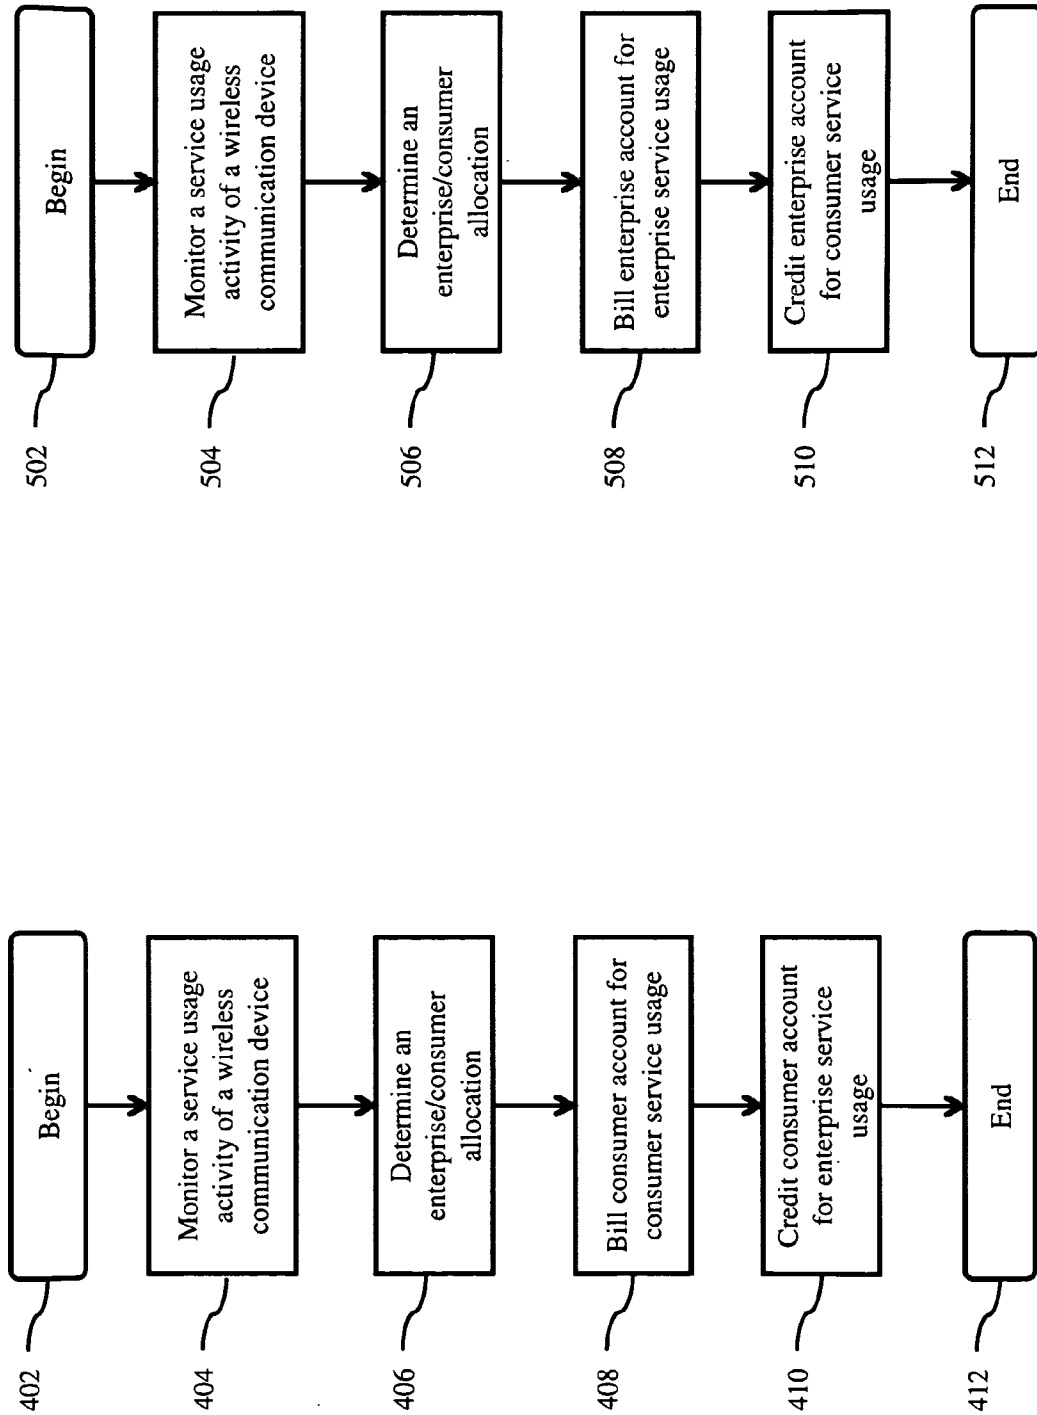 402
Begin
404
Monitor a service usage
activity of a wireless
communication device
406
Determine an
enterprise/consumer
allocation
408
Bill consumer account for
consumer service usage
410
Credit consumer account
for enterprise service
usage
412
End
502
Begin
504
Monitor a service usage
activity of a wireless
communication device
506
Determine an
enterprise/consumer
allocation
508
Bill enterprise account for
enterprise service usage
510
Credit enterprise account
for consumer service
usage
512
End